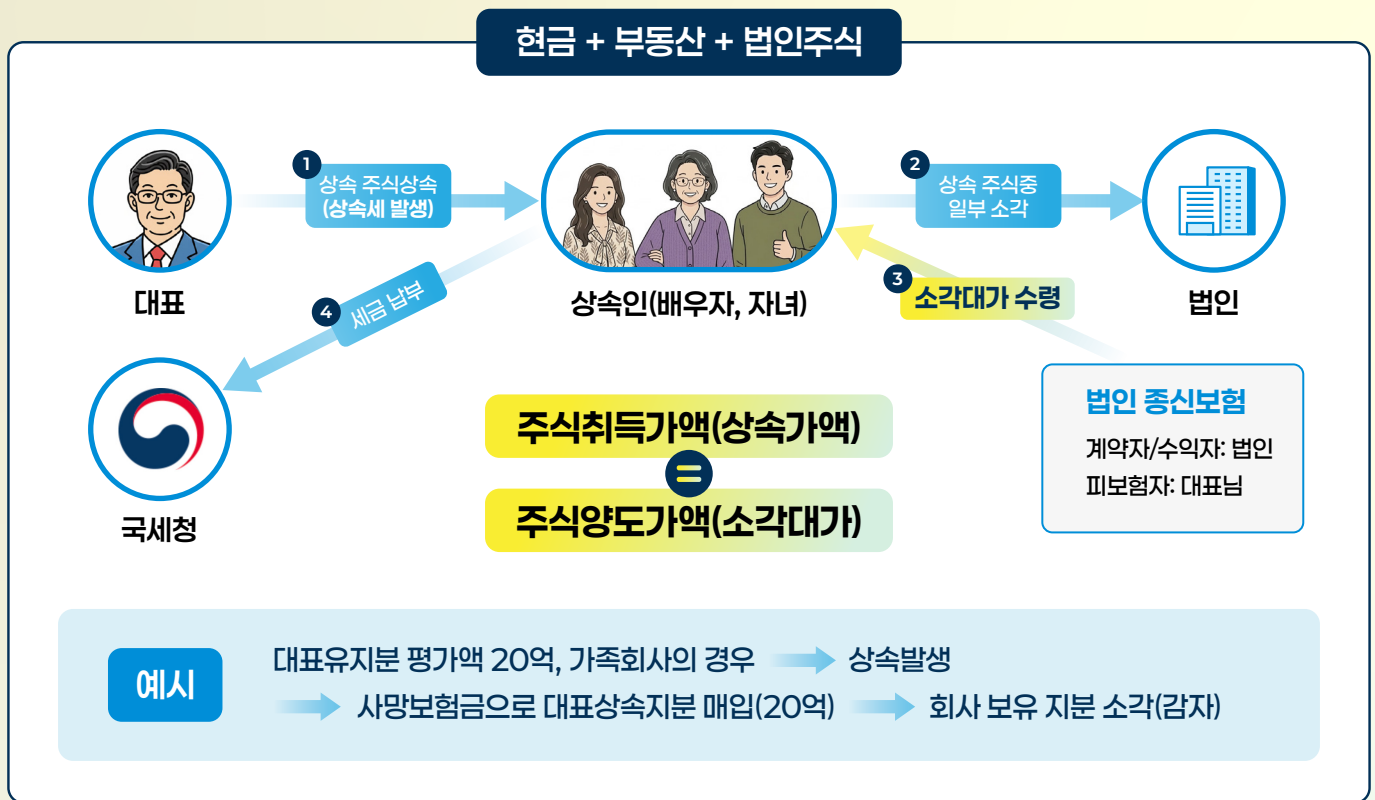 현금 + 부동산 + 법인주식
1
상속 주식상속
(상속세 발생)
2
상속 주식중
일부 소각
3
소각대가 수령
4
세금 납부
대표
상속인(배우자, 자녀)
법인
국세청
법인 종신보험
계약자/수익자: 법인
피보험자: 대표님
주식취득가액(상속가액)
=
주식양도가액(소각대가)
예시
대표유지분 평가액 20억, 가족회사의 경우 상속발생
사망보험금으로 대표상속지분 매입(20억) 회사 보유 지분 소각(감자)